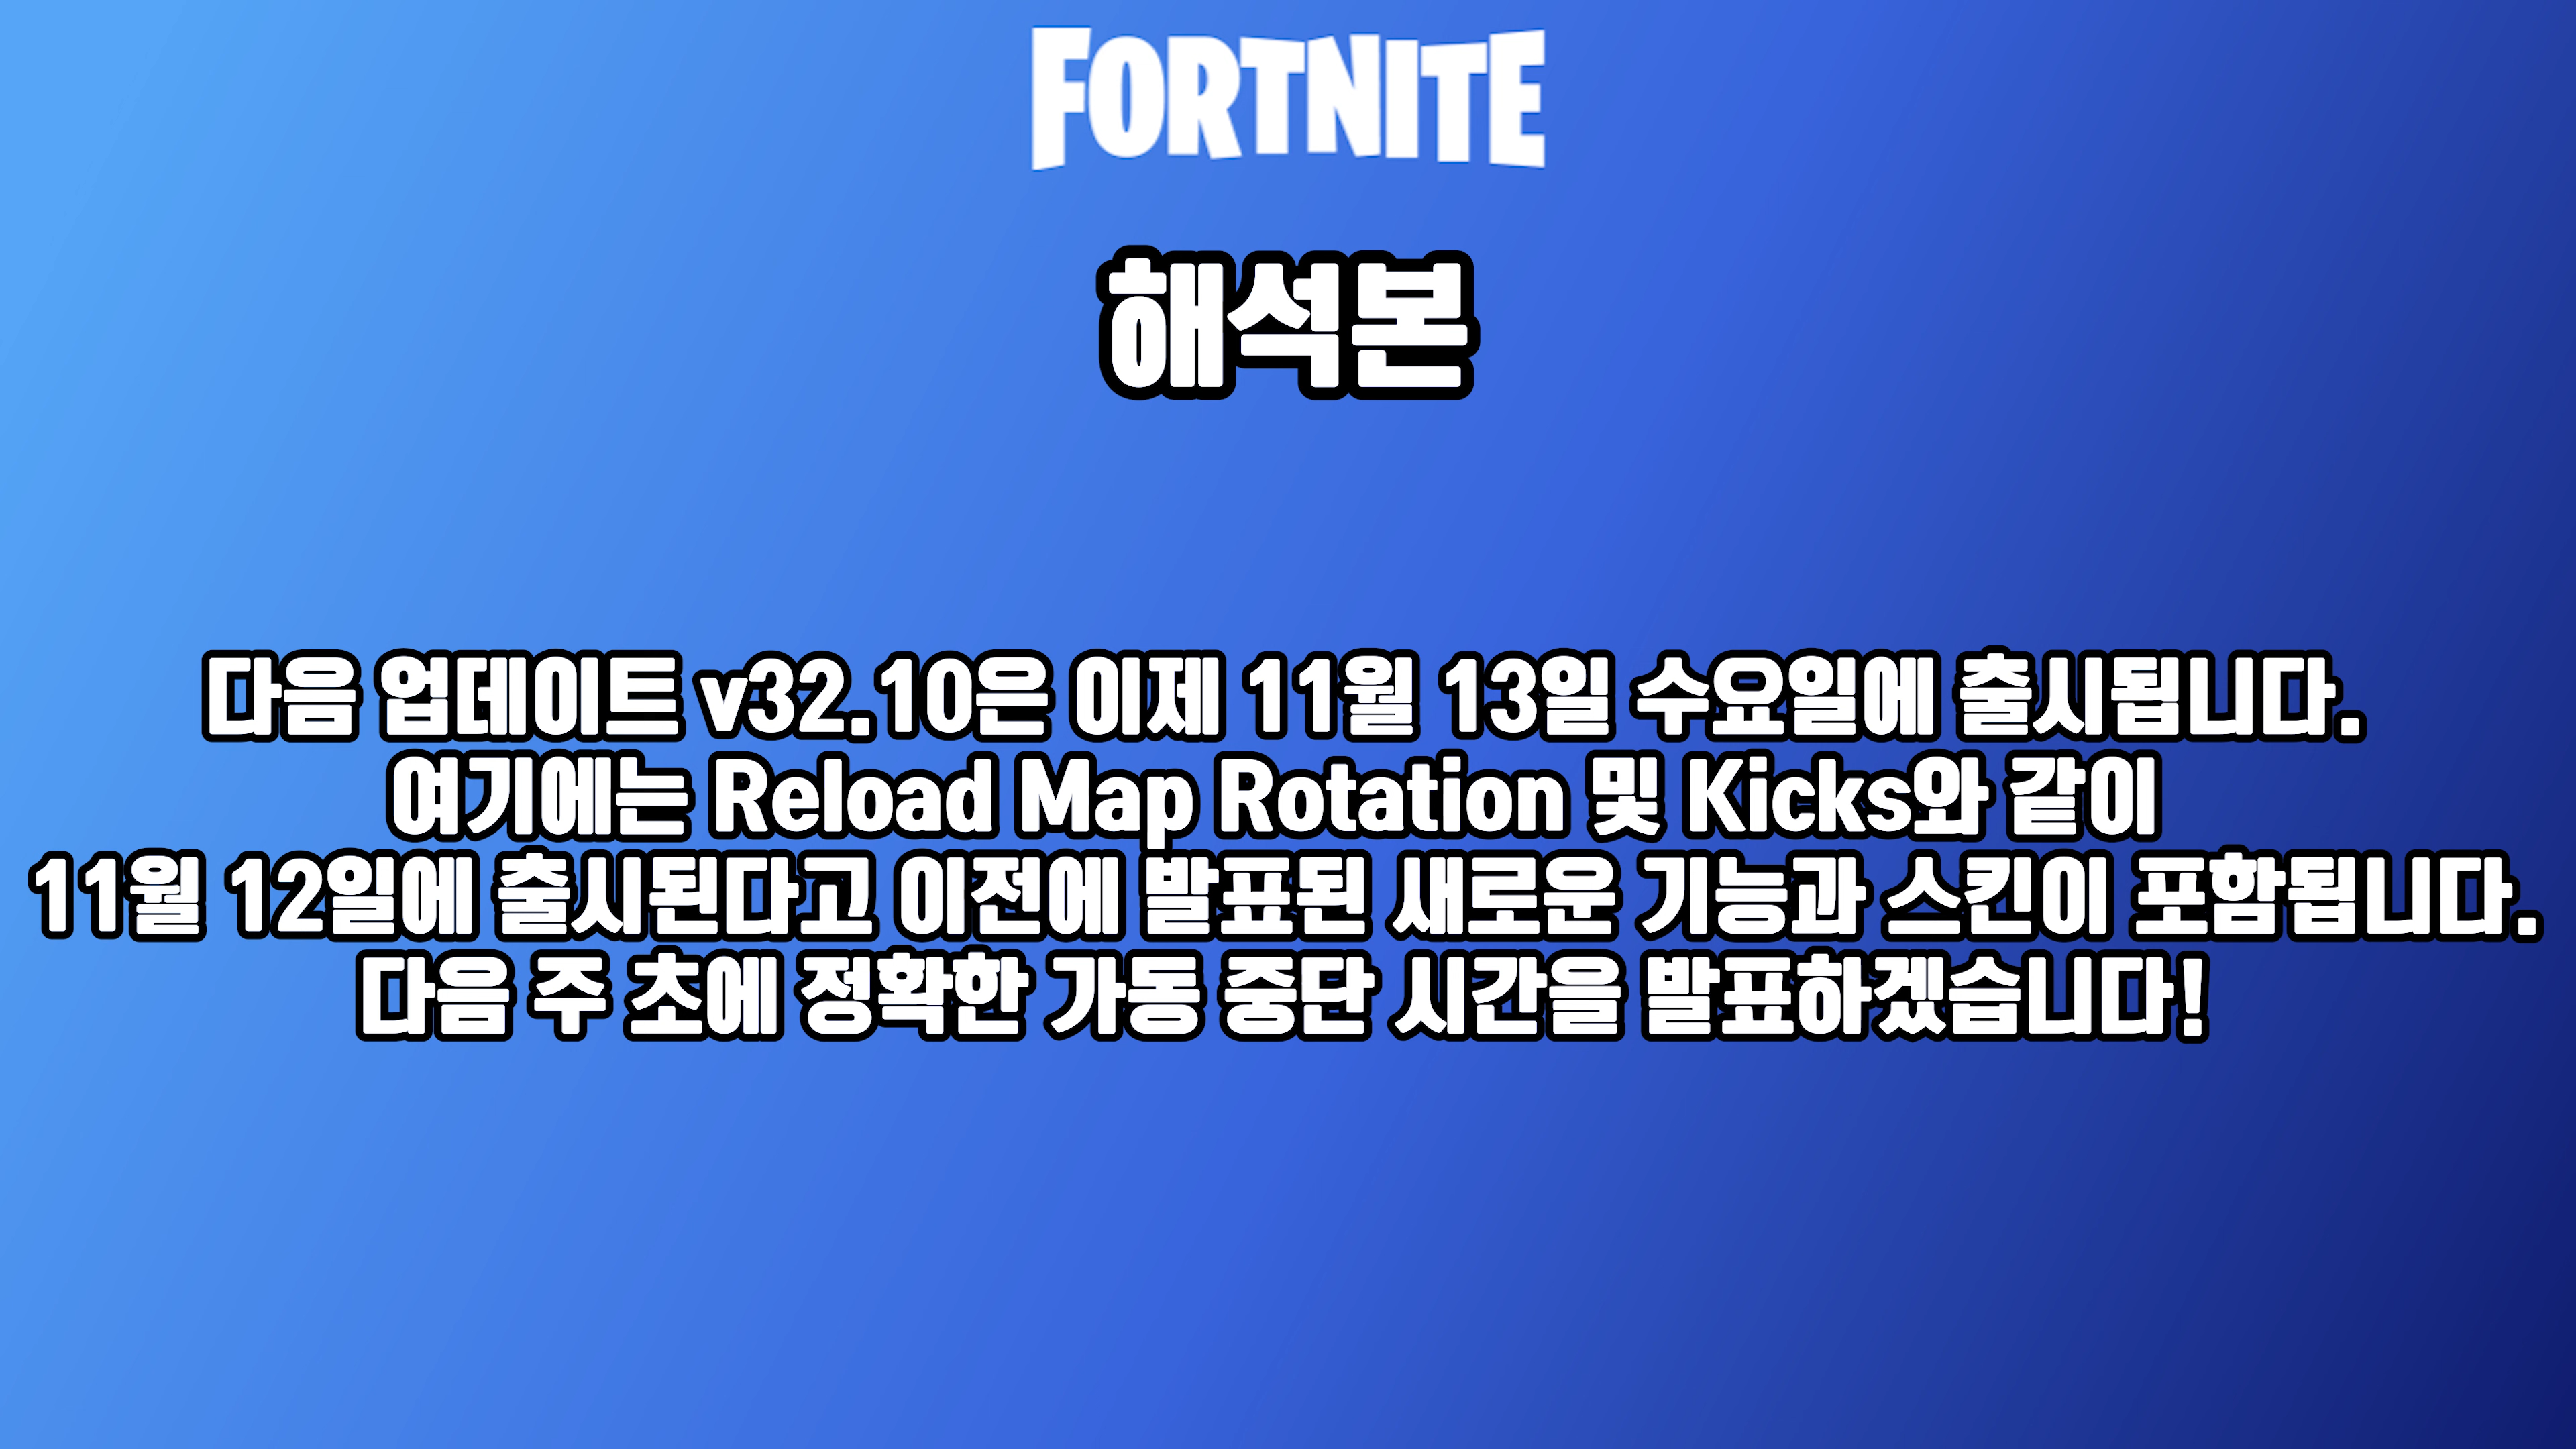 FORTNITE
해석본
다음 업데이트 v32.10은 이제 11월 13일 수요일에 출시됩니다.
여기에는 Reload Map Rotation 및 Kicks와 같이
11월 12일에 출시된다고 이전에 발표된 새로운 기능과 스킨이 포함됩니다.
다음 주 초에 정확한 가동 중단 시간을 발표하겠습니다!